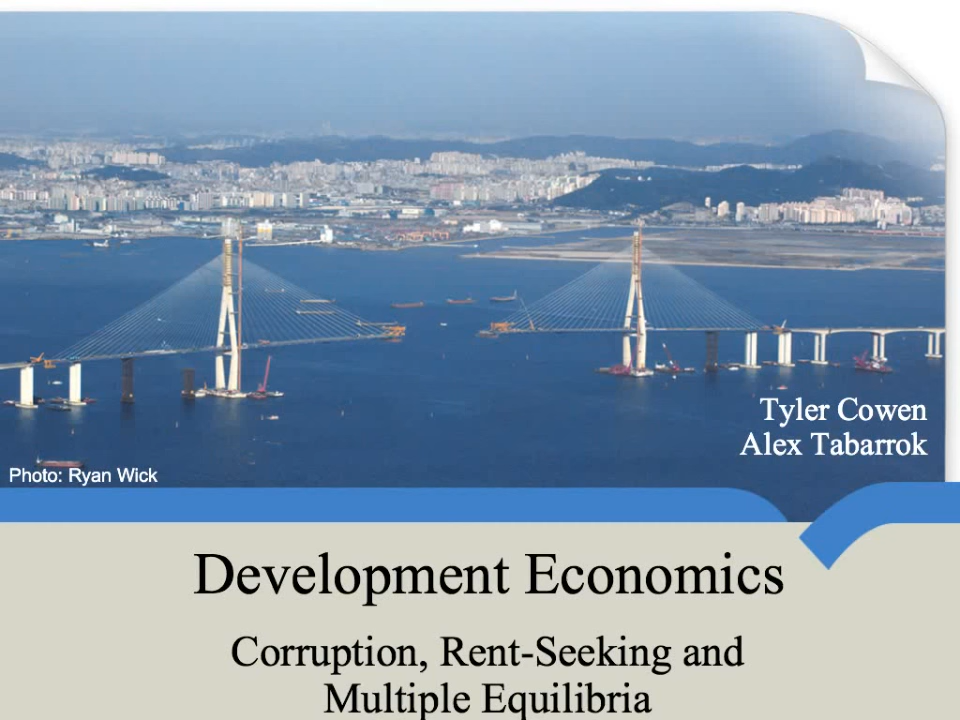 Tyler Cowen
Alex Tabarrok
Photo: Ryan Wick
Development Economics
Corruption, Rent-Seeking and
Multiple Equilibria